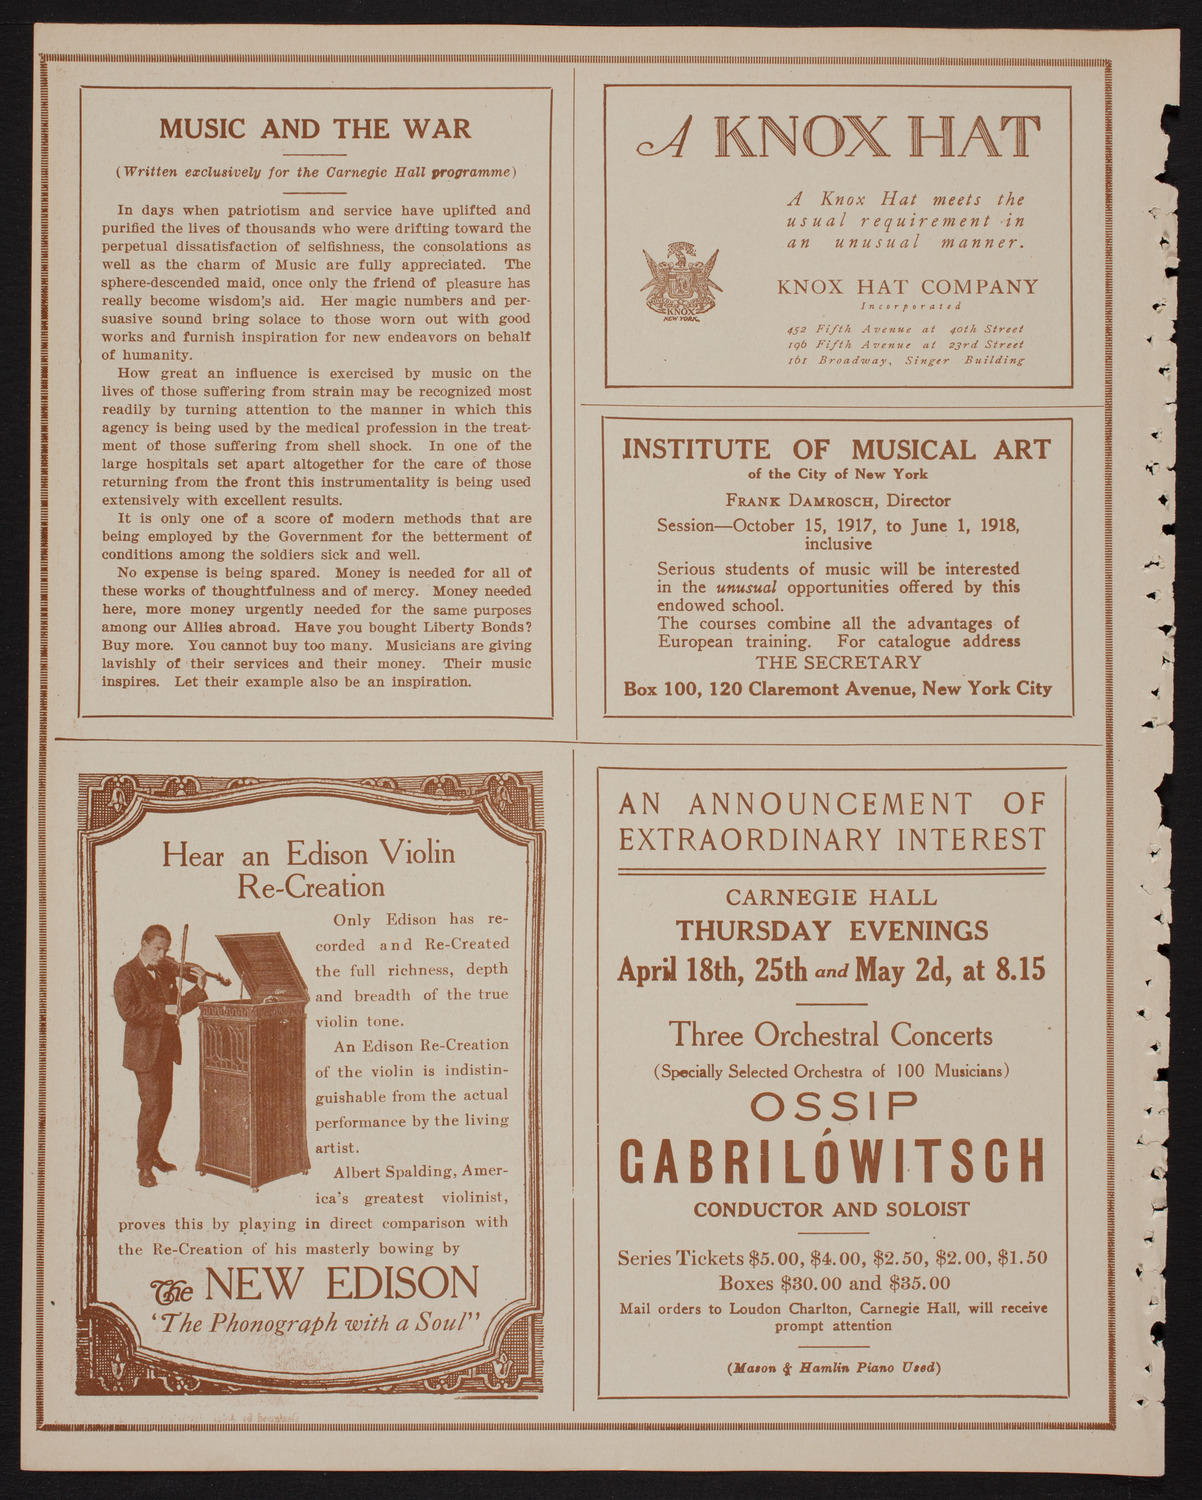 MUSIC AND THE WAR
(Written exclusively for the Carnegie Hall programme)
In days when patriotism and service have uplifted and
purified the lives of thousands who were drifting toward the
perpetual dissatisfaction of selfishness, the consolations as
well as the charm of Music are fully appreciated. The
sphere-descended maid, once only the friend of pleasure has
really become wisdom's aid. Her magic numbers and per-
suasive sound bring solace to those worn out with good
works and furnish inspiration for new endeavors on behalf
of humanity.
How great an influence is exercised by music on the
lives of those suffering from strain may be recognized most
readily by turning attention to the manner in which this
agency is being used by the medical profession in the treat-
ment of those suffering from shell shock. In one of the
large hospitals set apart altogether for the care of those
returning from the front this instrumentality is being used
extensively with excellent results.
It is only one of a score of modern methods that are
being employed by the Government for the betterment of
conditions among the soldiers sick and well.
No expense is being spared. Money is needed for all of
these works of thoughtfulness and of mercy. Money needed
here, more money urgently needed for the same purposes
among our Allies abroad. Have you bought Liberty Bonds?
Buy more. You cannot buy too many. Musicians are giving
lavishly of their services and their money. Their music
inspires. Let their example also be an inspiration.
A KNOX HAT
A Knox Hat meets the
usual requirement in
an unusual manner.
KNOX
NEW YORK.
KNOX HAT COMPANY
Incorporated
452 Fifth Avenue at 40th Street
196 Fifth Avenue at 23rd Street
161 Broadway, Singer Building
INSTITUTE OF MUSICAL ART
of the City of New York
FRANK DAMROSCH, Director
Session—October 15, 1917, to June 1, 1918,
inclusive
Serious students of music will be interested
in the unusual opportunities offered by this
endowed school.
The courses combine all the advantages of
European training. For catalogue address
THE SECRETARY
Box 100, 120 Claremont Avenue, New York City
Hear an Edison Violin
Re-Creation
Only Edison has re-
corded and Re-Created
the full richness, depth
and breadth of the true
violin tone.
An Edison Re-Creation
of the violin is indistin-
guishable from the actual
performance by the living
artist.
Albert Spalding, Amer-
ica's greatest violinist,
proves this by playing in direct comparison with
the Re-Creation of his masterly bowing by
The NEW EDISON
'The Phonograph with a Soul"
AN ANNOUNCEMENT OF
EXTRAORDINARY INTEREST
CARNEGIE HALL
THURSDAY EVENINGS
April 18th, 25th and May 2d, at 8.15
Three Orchestral Concerts
(Specially Selected Orchestra of 100 Musicians)
OSSIP
GABRILÓWITSCH
CONDUCTOR AND SOLOIST
Series Tickets $5.00, $4.00, $2.50, $2.00, $1.50
Boxes $30.00 and $35.00
Mail orders to Loudon Charlton, Carnegie Hall, will receive
prompt attention
(Mason & Hamlin Piano Used)